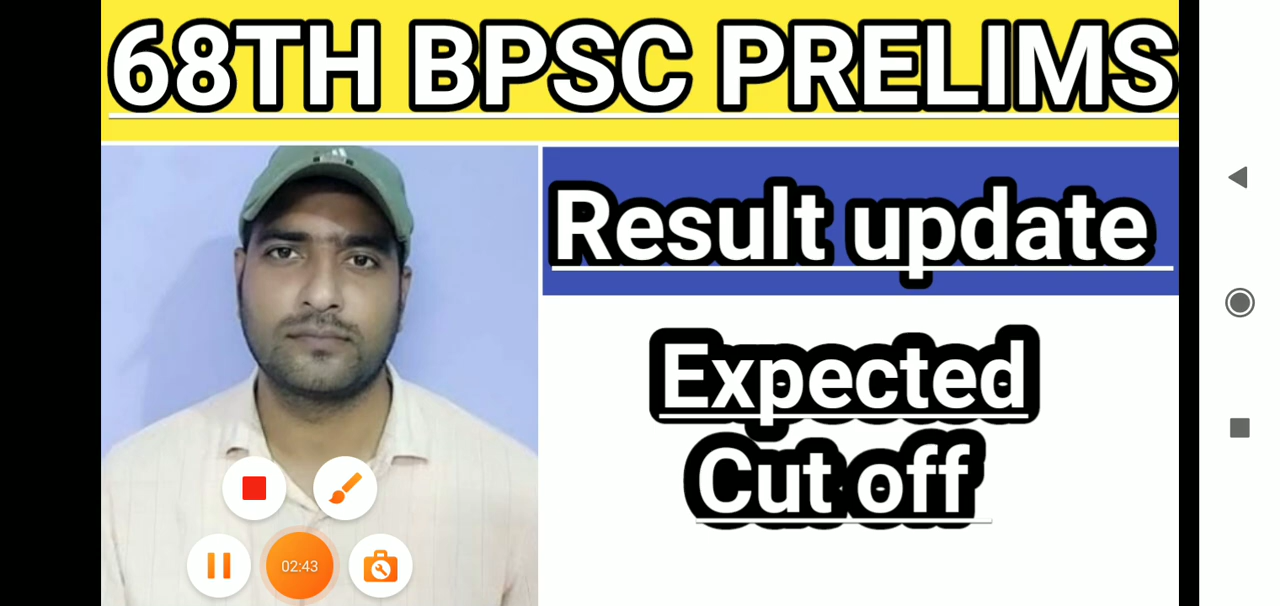 68TH BPSC PRELIMS
Result update
Expected
Cut off
02:43